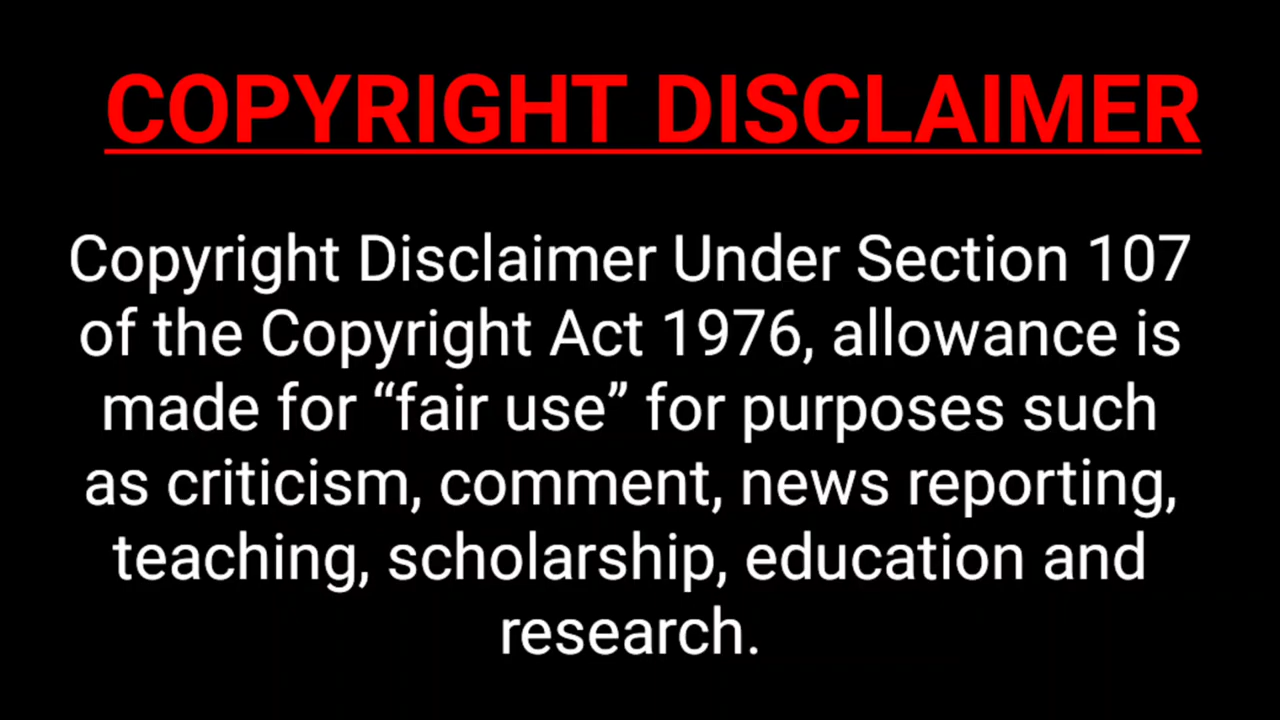 COPYRIGHT DISCLAIMER
Copyright Disclaimer Under Section 107
of the Copyright Act 1976, allowance is
made for “fair use” for purposes such
as criticism, comment, news reporting,
teaching, scholarship, education and
research.